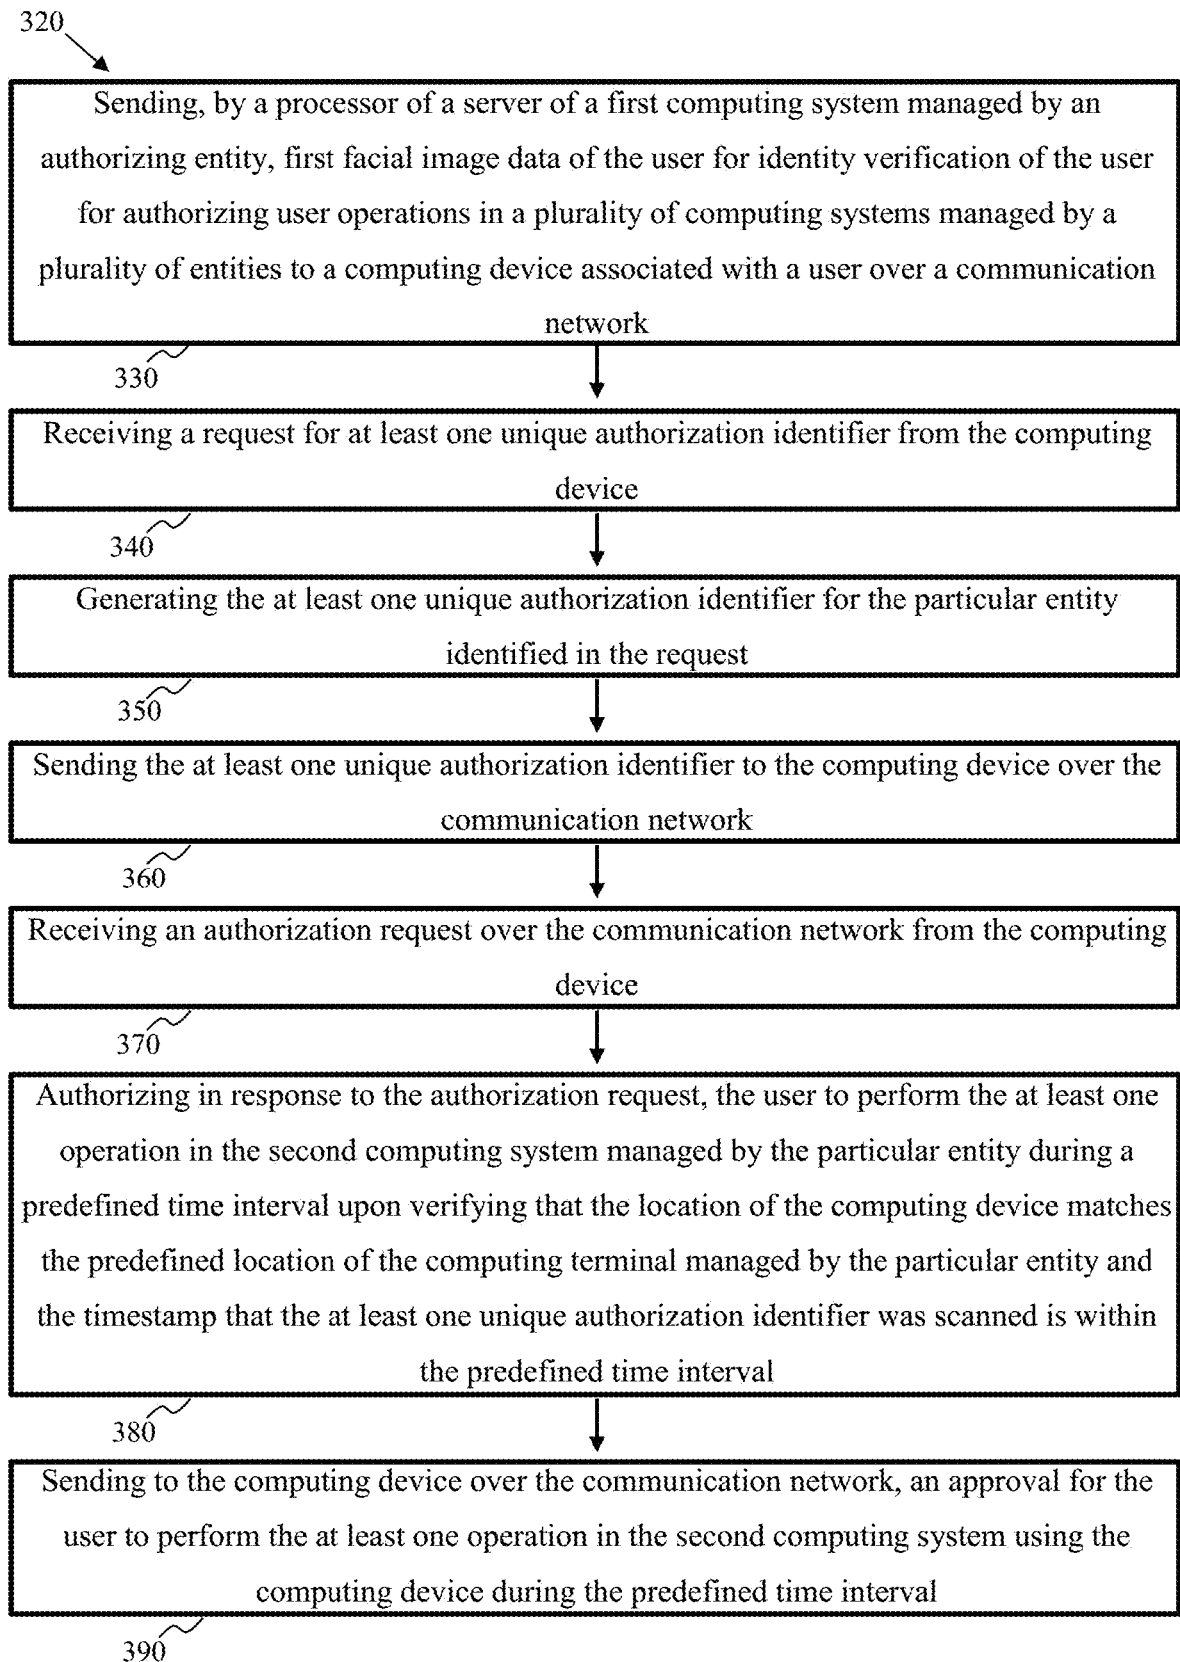 320
Sending, by a processor of a server of a first computing system managed by an
authorizing entity, first facial image data of the user for identity verification of the user
for authorizing user operations in a plurality of computing systems managed by a
plurality of entities to a computing device associated with a user over a communication
network
330
Receiving a request for at least one unique authorization identifier from the computing
device
340
Generating the at least one unique authorization identifier for the particular entity
identified in the request
350
Sending the at least one unique authorization identifier to the computing device over the
communication network
360
Receiving an authorization request over the communication network from the computing
device
370
Authorizing in response to the authorization request, the user to perform the at least one
operation in the second computing system managed by the particular entity during a
predefined time interval upon verifying that the location of the computing device matches
the predefined location of the computing terminal managed by the particular entity and
the timestamp that the at least one unique authorization identifier was scanned is within
the predefined time interval
380
Sending to the computing device over the communication network, an approval for the
user to perform the at least one operation in the second computing system using the
computing device during the predefined time interval
390